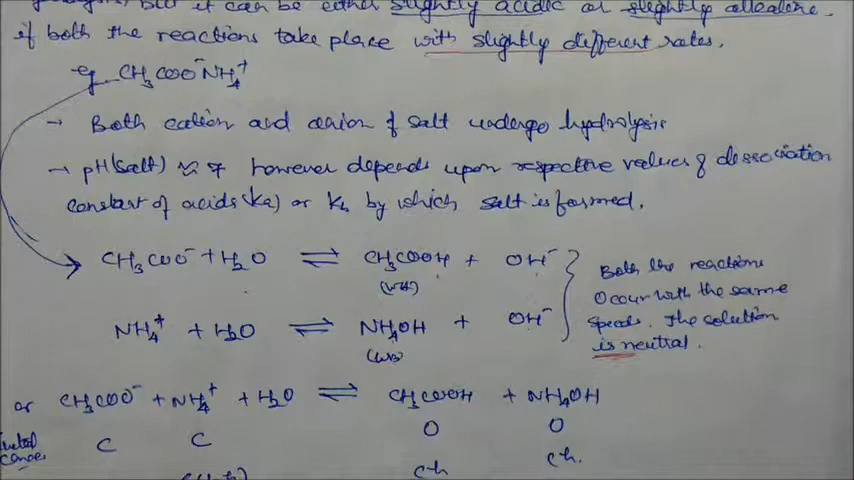 but it can be either slightly acidic or slightly alkaline.
if both the reactions take place with slightly different rates.
eg CH₃COO⁻NH₄⁺
→ Both cation and anion of salt undergo hydrolysis
→ pH(salt) ≈ 7 however depends upon respective values of dissociation
constant of acids (Ka) or Kb by which salt is formed.
CH₃COO⁻ + H₂O ⇌ CH₃COOH + OH⁻
(WA)
NH₄⁺ + H₂O ⇌ NH₄OH + OH⁻
(WB)
Both the reactions
Occur with the same
speeds. The solution
is neutral.
or CH₃COO⁻ + NH₄⁺ + H₂O ⇌ CH₃COOH + NH₄OH
C C O O
conc.
Ch Ch.